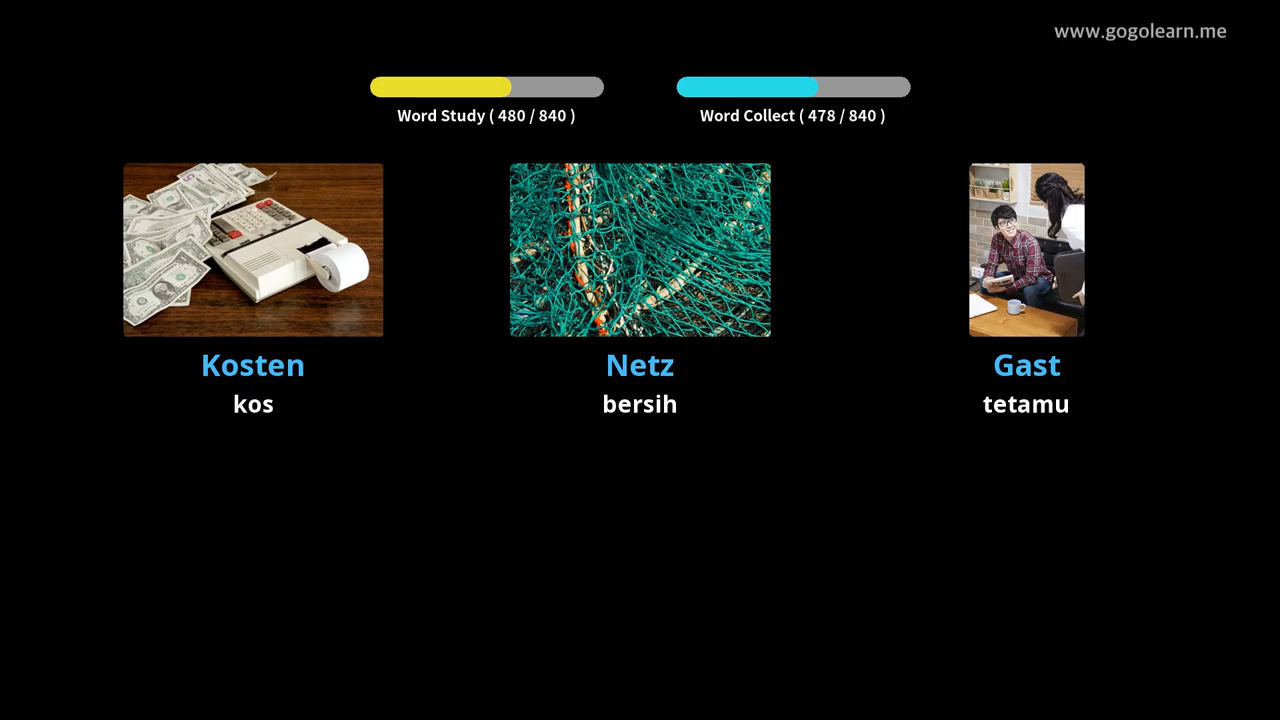 www.gogolearn.me
Word Study ( 480 / 840 )
Word Collect ( 478 / 840 )
Kosten
kos
Netz
bersih
Gast
tetamu